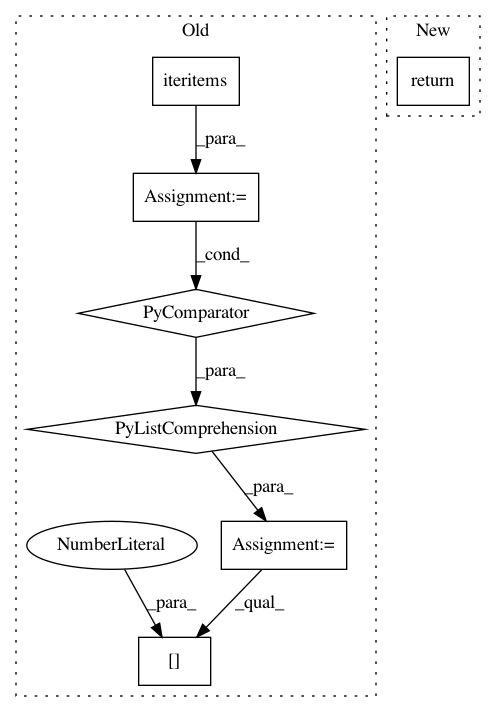 Old
New
iteritems
return
_para_
Assignment:=
_cond_
PyComparator
_para_
PyListComprehension
_para_
NumberLiteral
Assignment:=
_para_
_qual_
[]